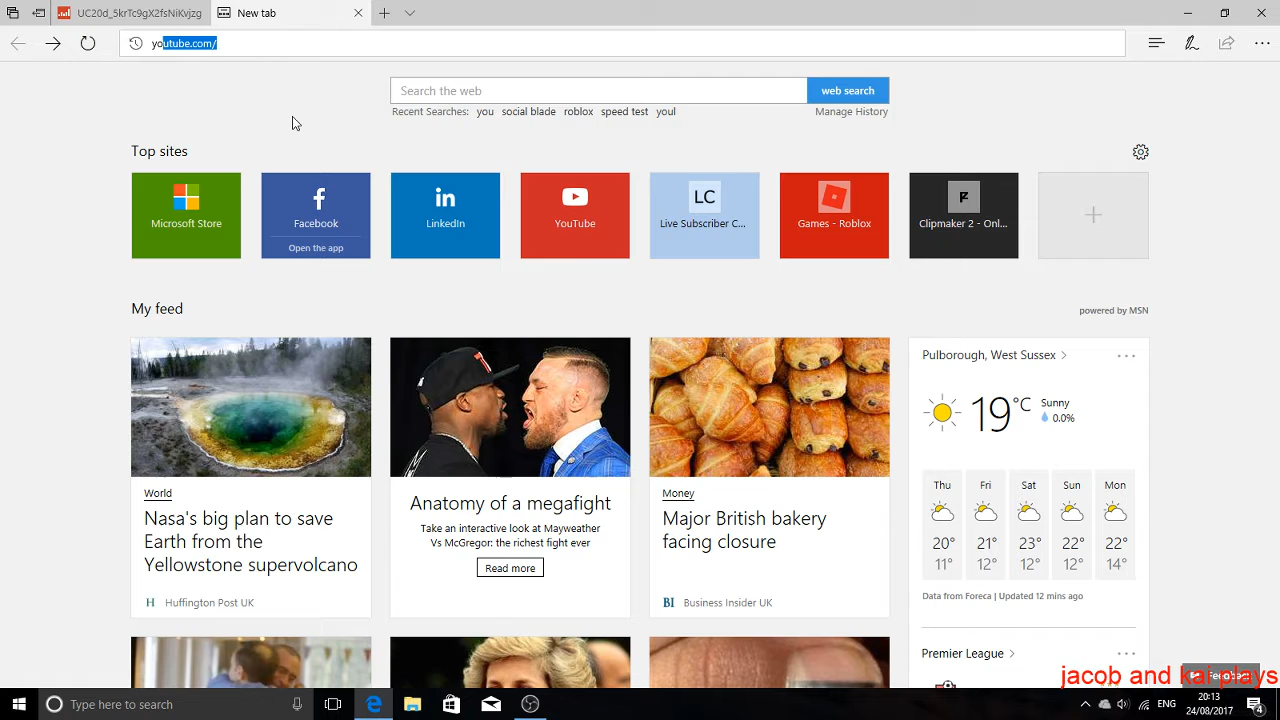 UC20d_5krTc9gX2fsNiKvjzg
New tab
youtube.com/
Search the web
web search
Recent Searches: you social blade roblox speed test youl
Manage History
Top sites
Microsoft Store
Facebook
Open the app
LinkedIn
YouTube
LC
Live Subscriber C...
Games - Roblox
Clipmaker 2 - Onl...
My feed
powered by MSN
World
Nasa's big plan to save
Earth from the
Yellowstone supervolcano
H Huffington Post UK
Anatomy of a megafight
Take an interactive look at Mayweather
Vs McGregor: the richest fight ever
Read more
Money
Major British bakery
facing closure
BI Business Insider UK
Pulborough, West Sussex
19 °C
Sunny
0.0%
Thu Fri Sat Sun Mon
20° 21° 23° 22° 22°
11° 12° 12° 12° 14°
Data from Foreca | Updated 12 mins ago
Premier League
Feedback
jacob and kai plays
Type here to search
ENG
20:13
24/08/2017
4